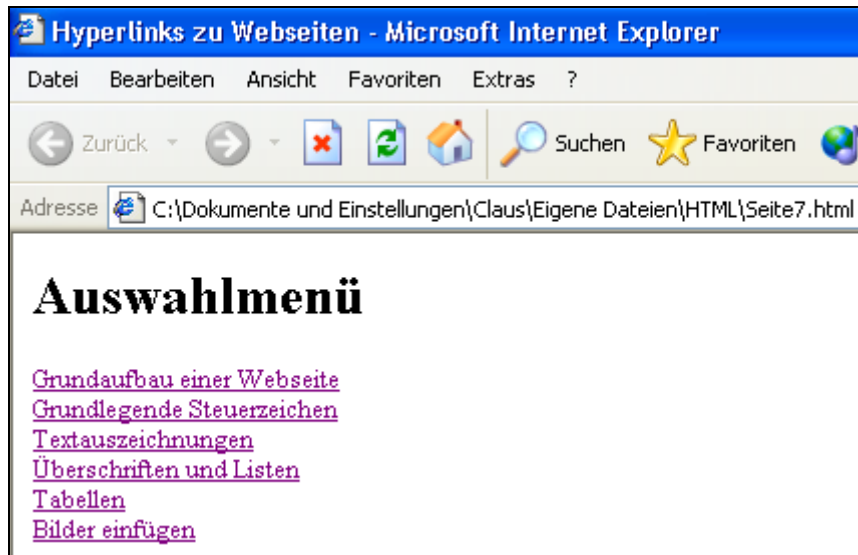 Hyperlinks zu Webseiten - Microsoft Internet Explorer
Datei Bearbeiten Ansicht Favoriten Extras ?
Zurück Suchen Favoriten
Adresse C:\Dokumente und Einstellungen\Claus\Eigene Dateien\HTML\Seite7.html
Auswahlmenü
Grundaufbau einer Webseite
Grundlegende Steuerzeichen
Textauszeichnungen
Überschriften und Listen
Tabellen
Bilder einfügen